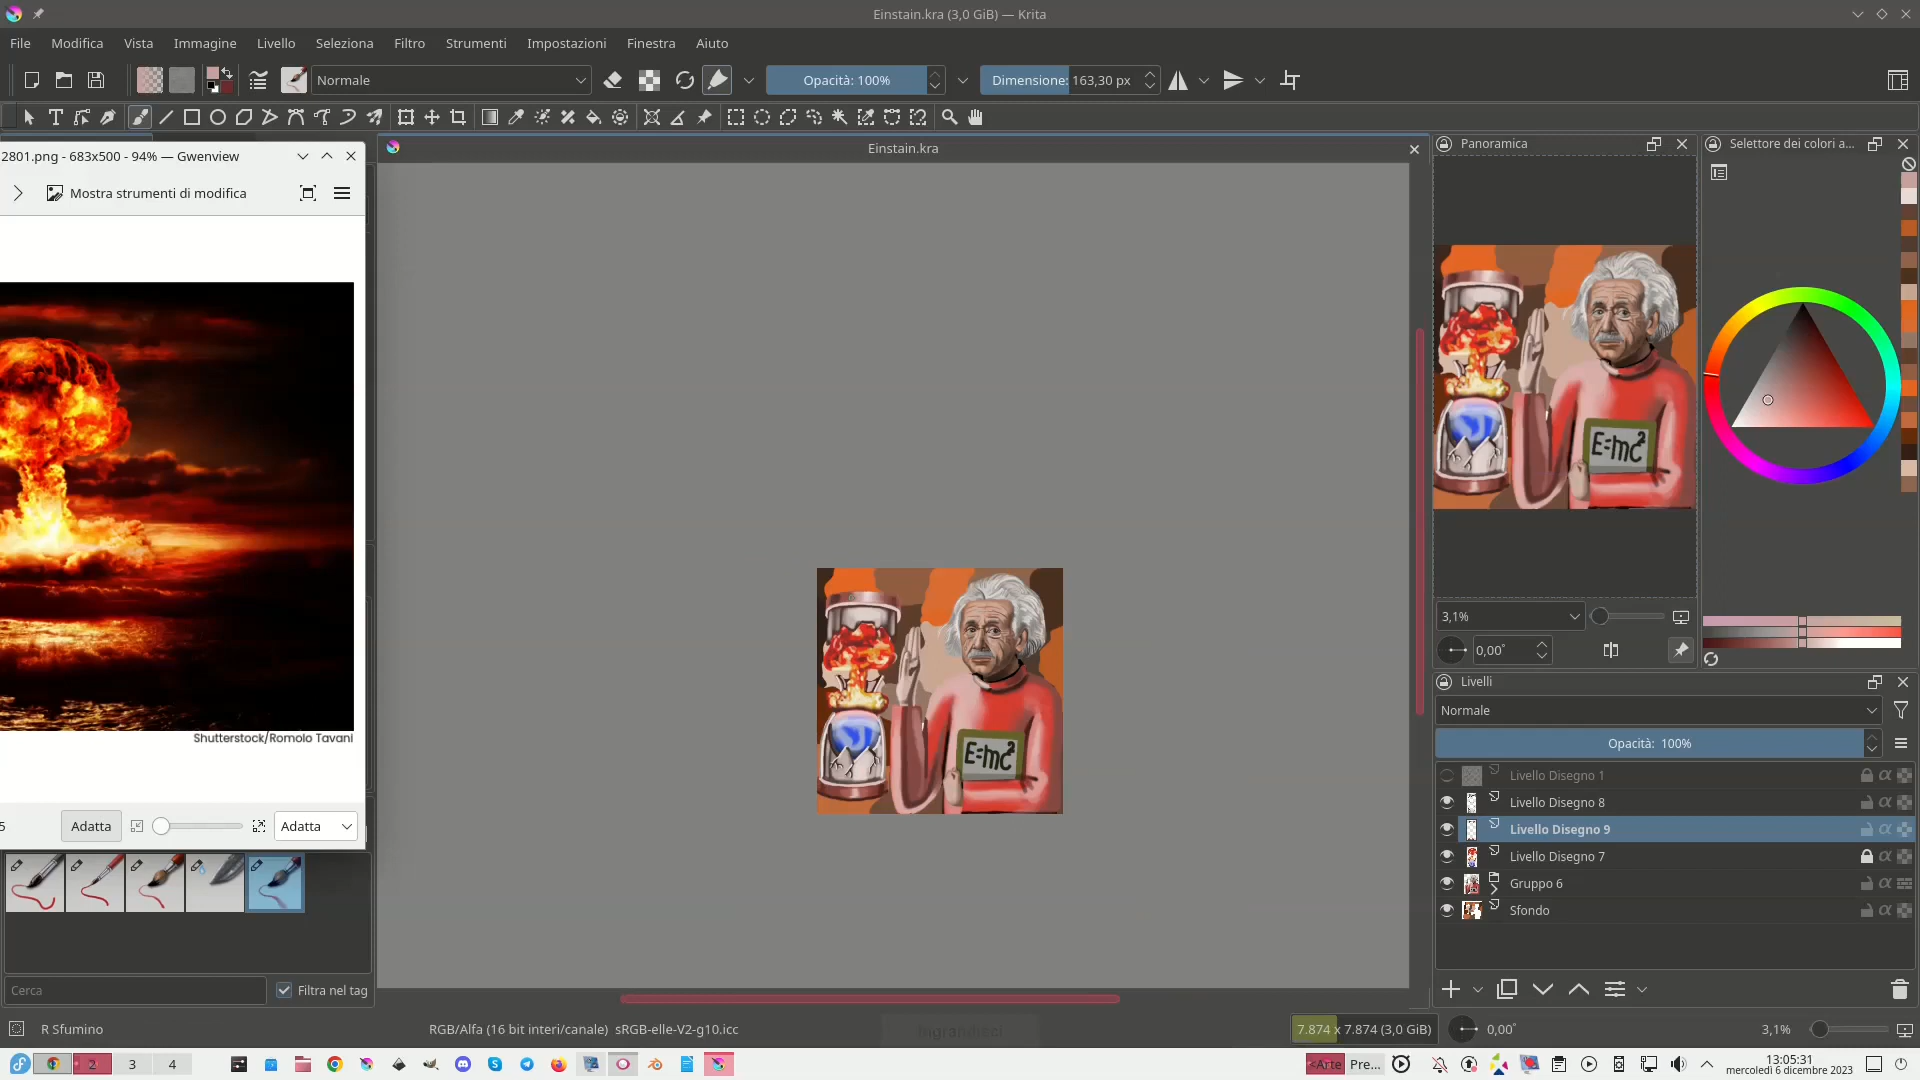 Einstain.kra (3,0 GiB) — Krita
File Modifica Vista Immagine Livello Seleziona Filtro Strumenti Impostazioni Finestra Aiuto
Normale
Opacità: 100%
Dimensione: 163,30 px
2801.png - 683x500 - 94% — Gwenview
Mostra strumenti di modifica
Shutterstock/Romolo Tavani
5 Adatta Adatta
Cerca
Filtra nel tag
Einstain.kra
E=mc²
Panoramica
E=mc²
3,1%
0,00°
Selettore dei colori a...
Livelli
Normale
Opacità: 100%
Livello Disegno 1
Livello Disegno 8
Livello Disegno 9
Livello Disegno 7
Gruppo 6
Sfondo
R Sfumino
RGB/Alfa (16 bit interi/canale) sRGB-elle-V2-g10.icc
7.874 x 7.874 (3,0 GiB)
0,00°
3,1%
2 3 4
<Arte Pre...
13:05:31
mercoledì 6 dicembre 2023